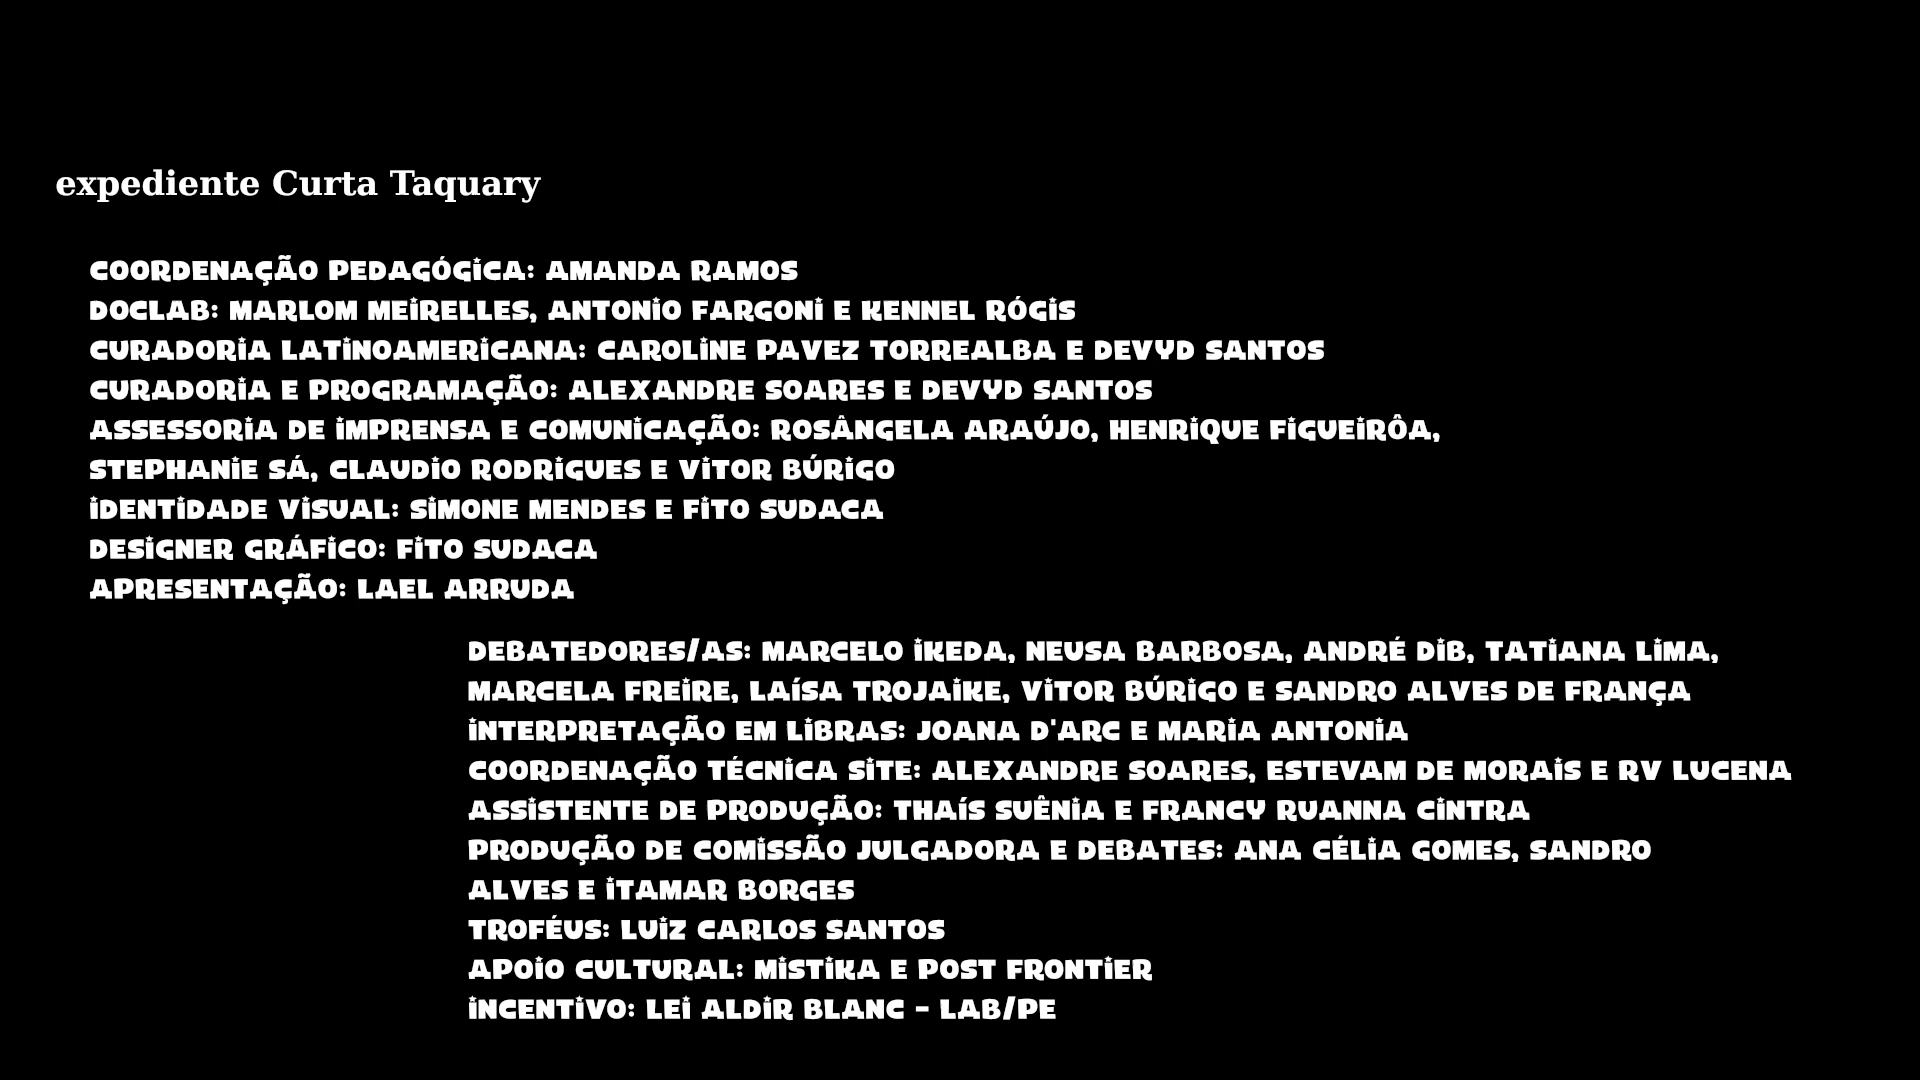 expediente Curta Taquary
COORDENAÇÃO PEDAGÓGICA: AMANDA RAMOS
DOCLAB: MARLOM MEIRELLES, ANTONIO FARGONI E KENNEL RÓGIS
CURADORIA LATINOAMERICANA: CAROLINE PAVEZ TORREALBA E DEVYD SANTOS
CURADORIA E PROGRAMAÇÃO: ALEXANDRE SOARES E DEVYD SANTOS
ASSESSORIA DE IMPRENSA E COMUNICAÇÃO: ROSÂNGELA ARAÚJO, HENRIQUE FIGUEIRÔA,
STEPHANIE SÁ, CLAUDIO RODRIGUES E VITOR BÚRIGO
IDENTIDADE VISUAL: SIMONE MENDES E FITO SUDACA
DESIGNER GRÁFICO: FITO SUDACA
APRESENTAÇÃO: LAEL ARRUDA
DEBATEDORES/AS: MARCELO IKEDA, NEUSA BARBOSA, ANDRÉ DIB, TATIANA LIMA,
MARCELA FREIRE, LAÍSA TROJAIKE, VITOR BÚRIGO E SANDRO ALVES DE FRANÇA
INTERPRETAÇÃO EM LIBRAS: JOANA D'ARC E MARIA ANTONIA
COORDENAÇÃO TÉCNICA SITE: ALEXANDRE SOARES, ESTEVAM DE MORAIS E RV LUCENA
ASSISTENTE DE PRODUÇÃO: THAÍS SUÊNIA E FRANCY RUANNA CINTRA
PRODUÇÃO DE COMISSÃO JULGADORA E DEBATES: ANA CÉLIA GOMES, SANDRO
ALVES E ITAMAR BORGES
TROFÉUS: LUIZ CARLOS SANTOS
APOIO CULTURAL: MISTIKA E POST FRONTIER
INCENTIVO: LEI ALDIR BLANC - LAB/PE